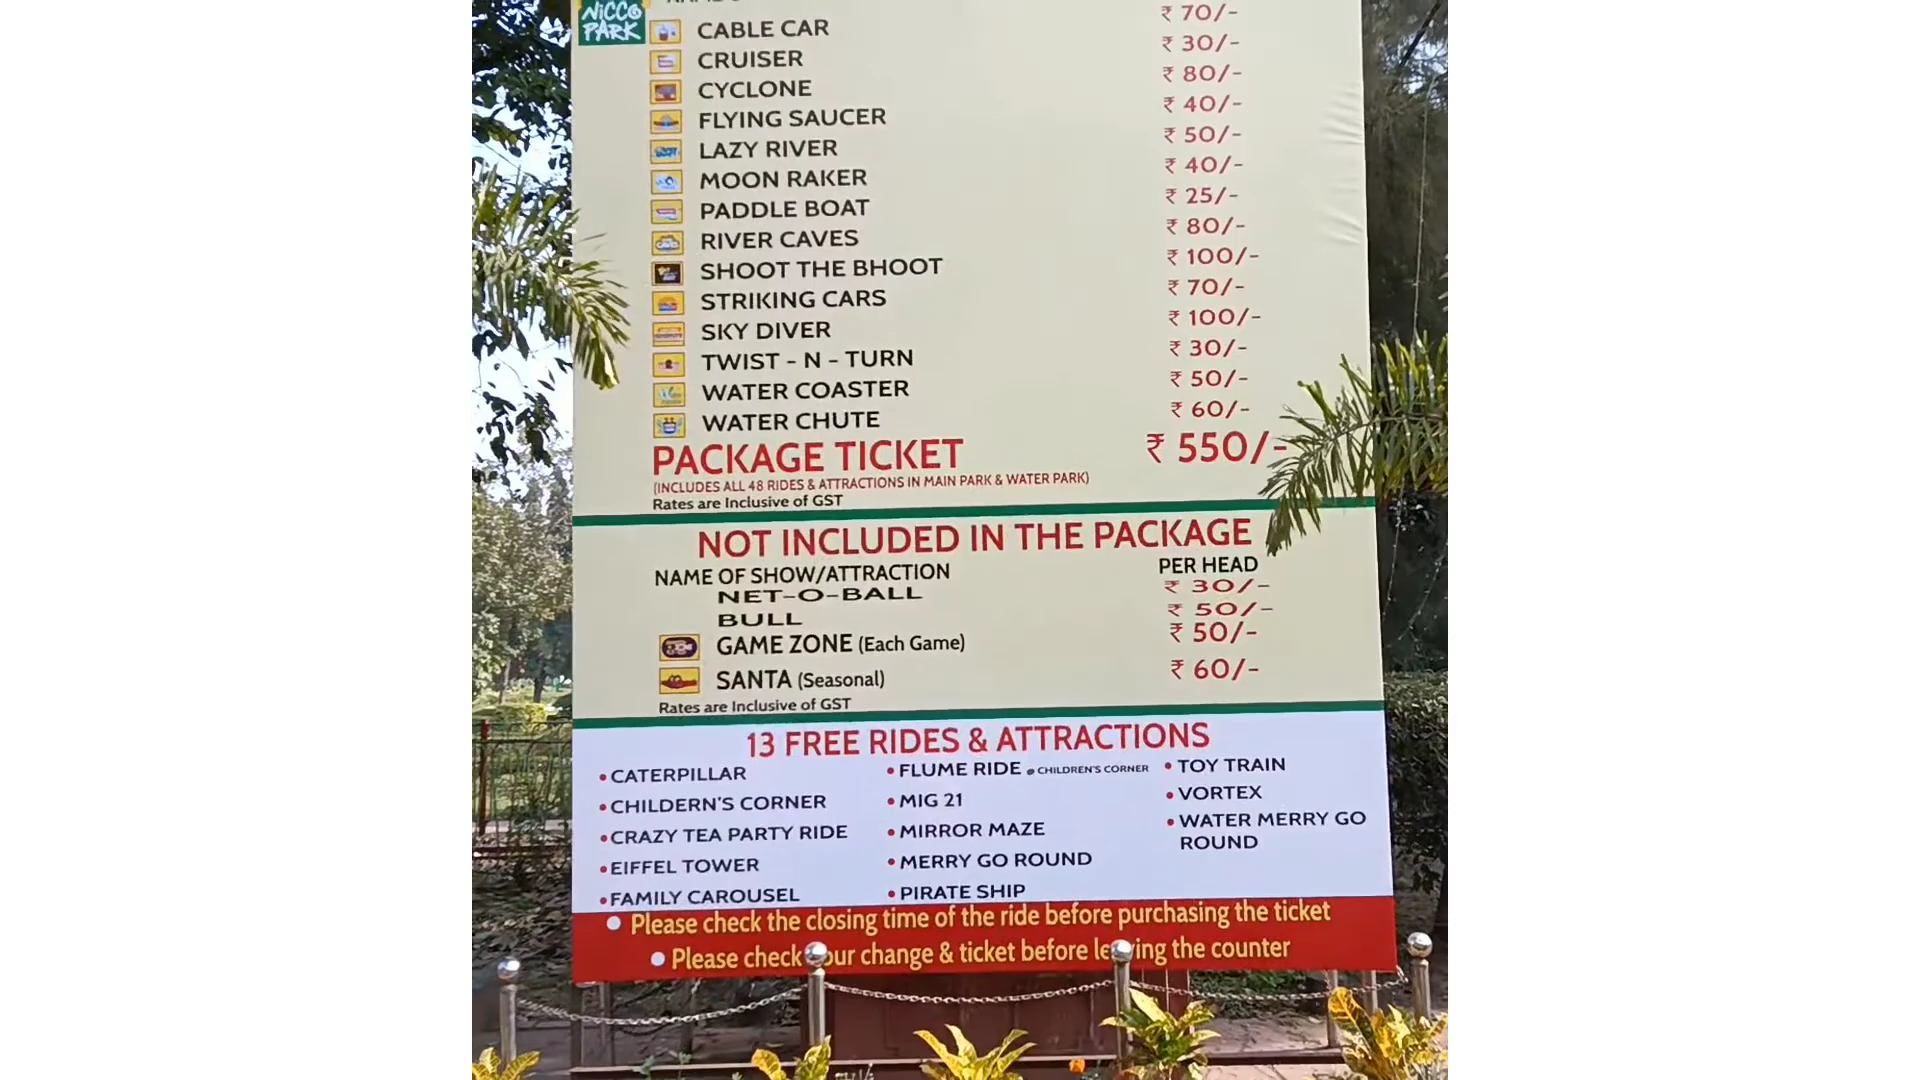 NICCO PARK
CABLE CAR ₹ 70/-
CRUISER ₹ 30/-
CYCLONE ₹ 80/-
FLYING SAUCER ₹ 40/-
LAZY RIVER ₹ 50/-
MOON RAKER ₹ 40/-
PADDLE BOAT ₹ 25/-
RIVER CAVES ₹ 80/-
SHOOT THE BHOOT ₹ 100/-
STRIKING CARS ₹ 70/-
SKY DIVER ₹ 100/-
TWIST - N - TURN ₹ 30/-
WATER COASTER ₹ 50/-
WATER CHUTE ₹ 60/-
PACKAGE TICKET ₹ 550/-
(INCLUDES ALL 48 RIDES & ATTRACTIONS IN MAIN PARK & WATER PARK)
Rates are Inclusive of GST
NOT INCLUDED IN THE PACKAGE
NAME OF SHOW/ATTRACTION PER HEAD
NET-O-BALL ₹ 30/-
BULL ₹ 50/-
GAME ZONE (Each Game) ₹ 50/-
SANTA (Seasonal) ₹ 60/-
Rates are Inclusive of GST
13 FREE RIDES & ATTRACTIONS
• CATERPILLAR
• CHILDERN'S CORNER
• CRAZY TEA PARTY RIDE
• EIFFEL TOWER
• FAMILY CAROUSEL
• FLUME RIDE @ CHILDREN'S CORNER
• MIG 21
• MIRROR MAZE
• MERRY GO ROUND
• PIRATE SHIP
• TOY TRAIN
• VORTEX
• WATER MERRY GO
ROUND
• Please check the closing time of the ride before purchasing the ticket
• Please check your change & ticket before leaving the counter